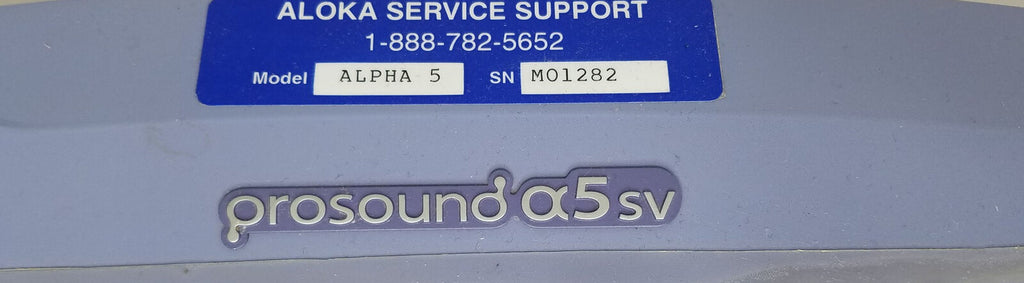 ALOKA SERVICE SUPPORT
1-888-782-5652
Model ALPHA 5 SN M01282
prosound α5 SV